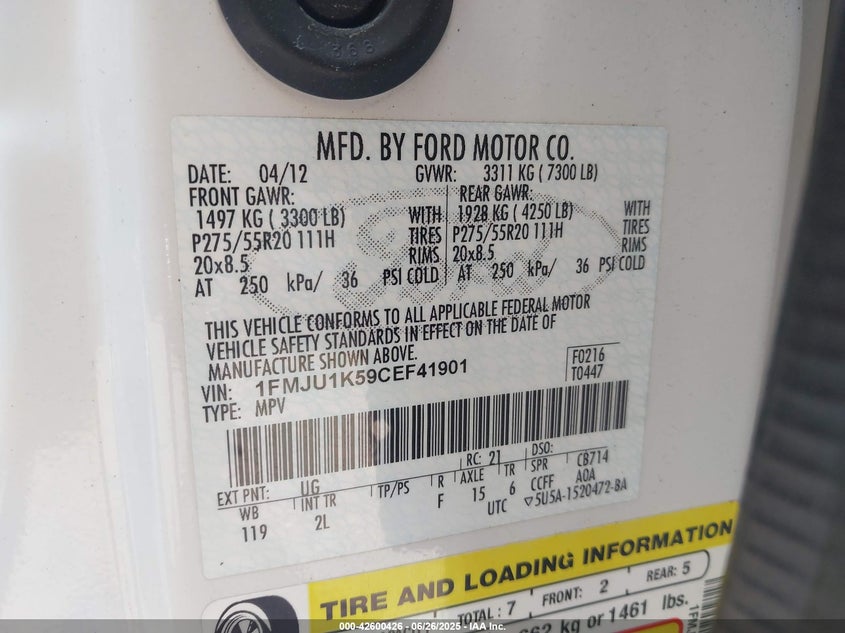 368
MFD. BY FORD MOTOR CO.
DATE: 04/12 GVWR: 3311 KG ( 7300 LB)
FRONT GAWR: REAR GAWR:
1497 KG ( 3300 LB) WITH 1928 KG ( 4250 LB) WITH
P275/55R20 111H TIRES P275/55R20 111H TIRES
20x8.5 RIMS 20x8.5 RIMS
AT 250 kPa/ 36 PSI COLD AT 250 kPa/ 36 PSI COLD
THIS VEHICLE CONFORMS TO ALL APPLICABLE FEDERAL MOTOR
VEHICLE SAFETY STANDARDS IN EFFECT ON THE DATE OF
MANUFACTURE SHOWN ABOVE.
VIN: 1FMJU1K59CEF41901 F0216
TYPE: MPV T0447
RC: 21 DSO:
EXT PNT: UG TP/PS R AXLE TR SPR CB714
WB INT TR F 15 6 CCFF AOA
119 2L UTC ▽5U5A-1520472-BA
TIRE AND LOADING INFORMATION
TOTAL : 7 FRONT: 2 REAR: 5
kg or 1461 lbs.
42600426 - 06/26/2025 - IAA Inc.